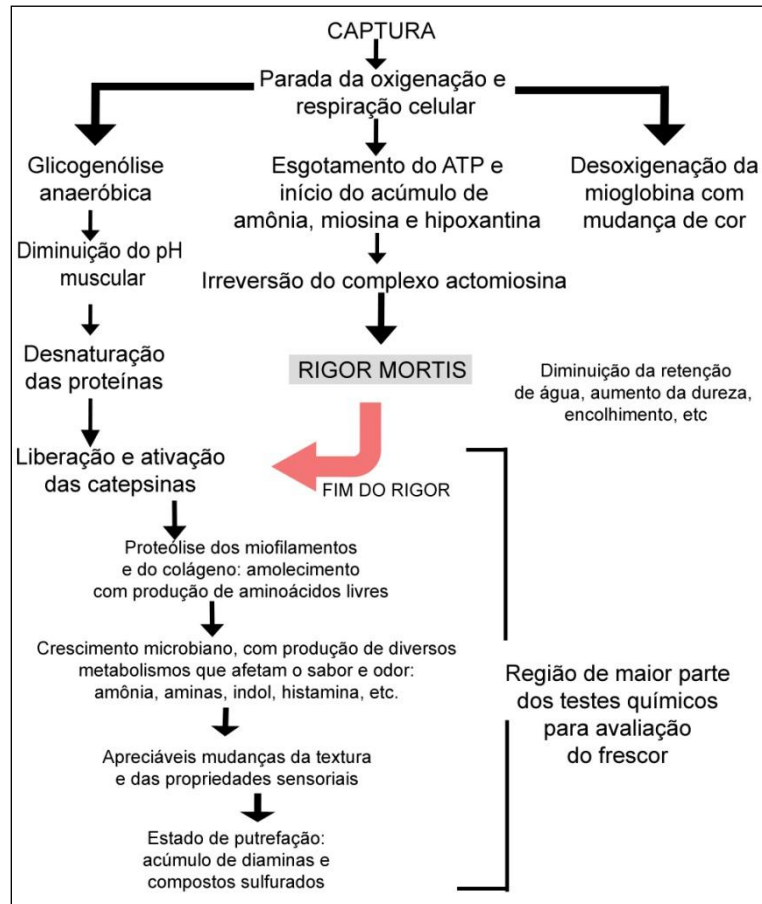 CAPTURA
Parada da oxigenação e
respiração celular
Glicogenólise
anaeróbica
Esgotamento do ATP e
início do acúmulo de
amônia, miosina e hipoxantina
Desoxigenação da
mioglobina com
mudança de cor
Diminuição do pH
muscular
Irreversão do complexo actomiosina
Desnaturação
das proteínas
RIGOR MORTIS
Diminuição da retenção
de água, aumento da dureza,
encolhimento, etc
Liberação e ativação
das catepsinas
FIM DO RIGOR
Proteólise dos miofilamentos
e do colágeno: amolecimento
com produção de aminoácidos livres
Crescimento microbiano, com produção de diversos
metabolismos que afetam o sabor e odor:
amônia, aminas, indol, histamina, etc.
Região de maior parte
dos testes químicos
para avaliação
do frescor
Apreciáveis mudanças da textura
e das propriedades sensoriais
Estado de putrefação:
acúmulo de diaminas e
compostos sulfurados